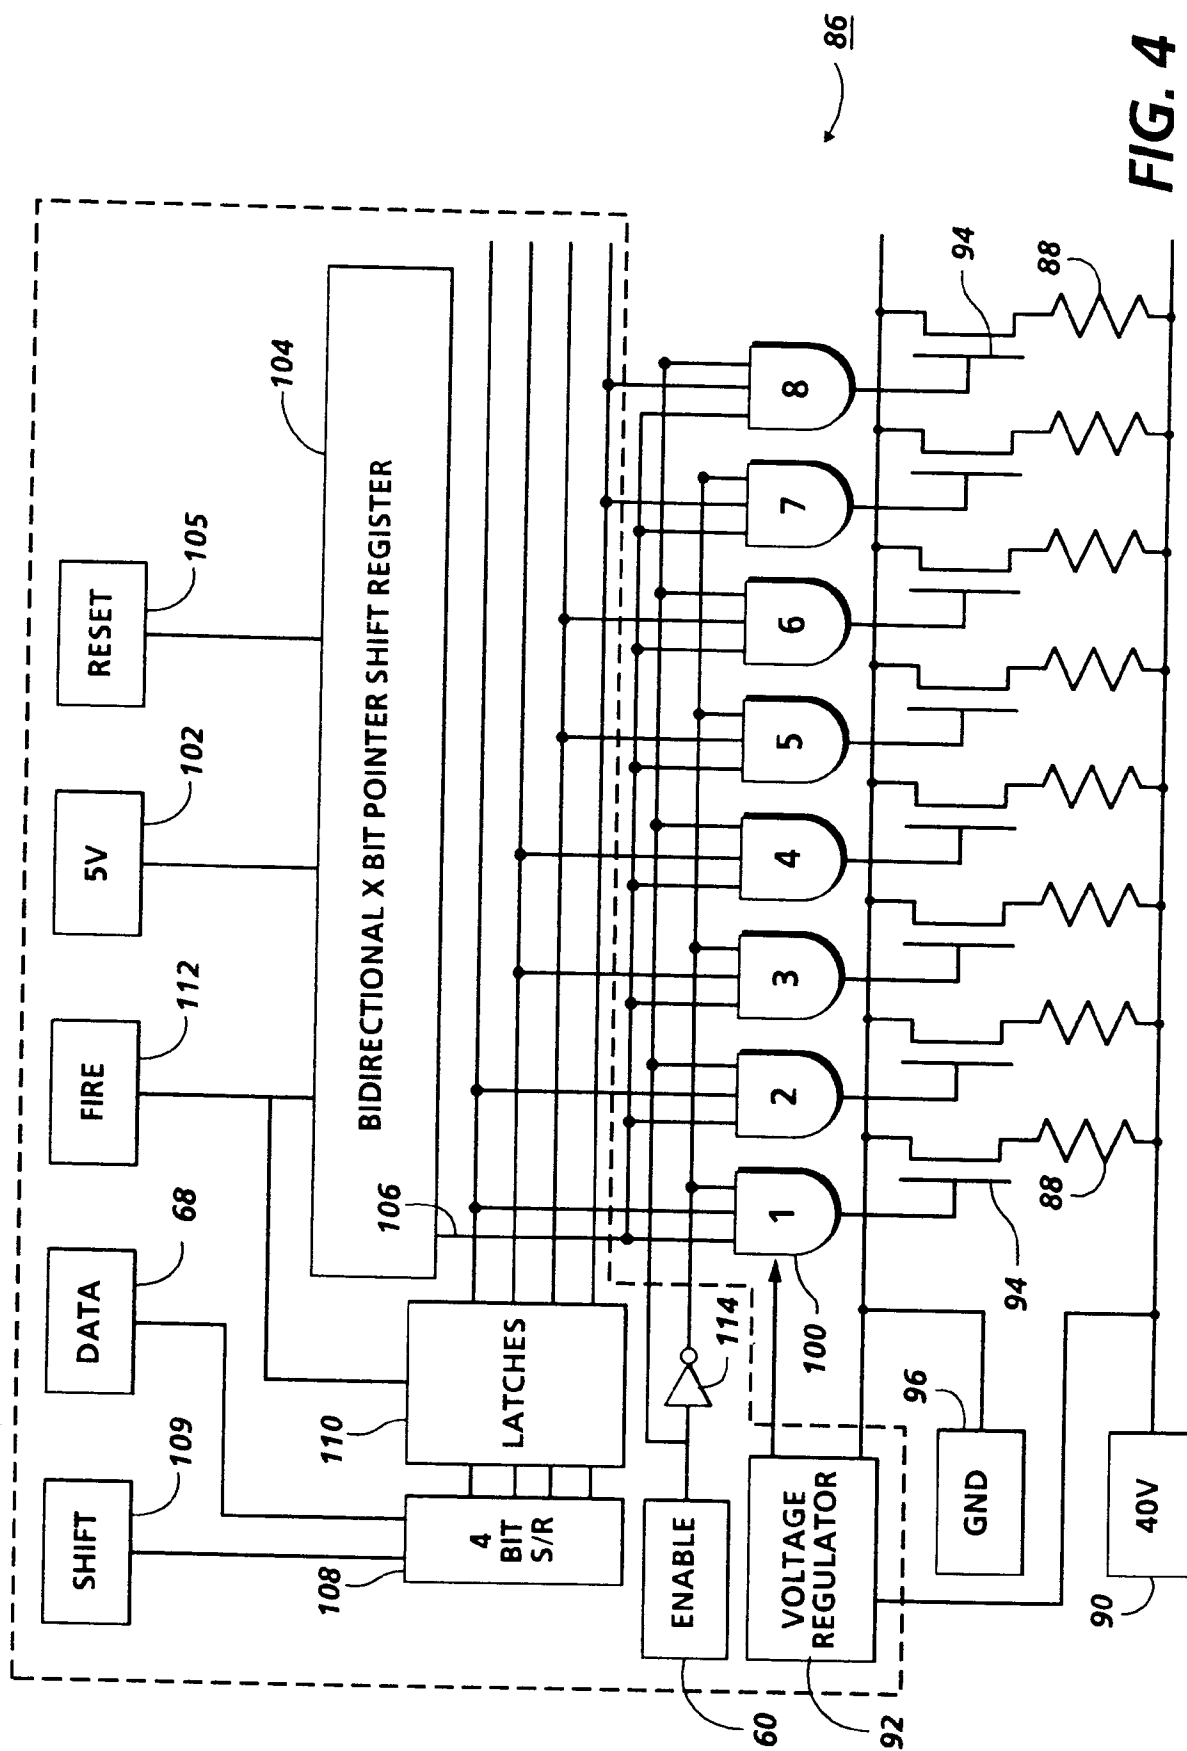 86
SHIFT
109
DATA
68
FIRE
112
5V
102
RESET
105
104
BIDIRECTIONAL X BIT POINTER SHIFT REGISTER
106
108
4
BIT
S/R
110
LATCHES
ENABLE
60
114
VOLTAGE
REGULATOR
92
100
1
2
3
4
5
6
7
8
94
88
94
88
GND
96
40V
90
FIG. 4